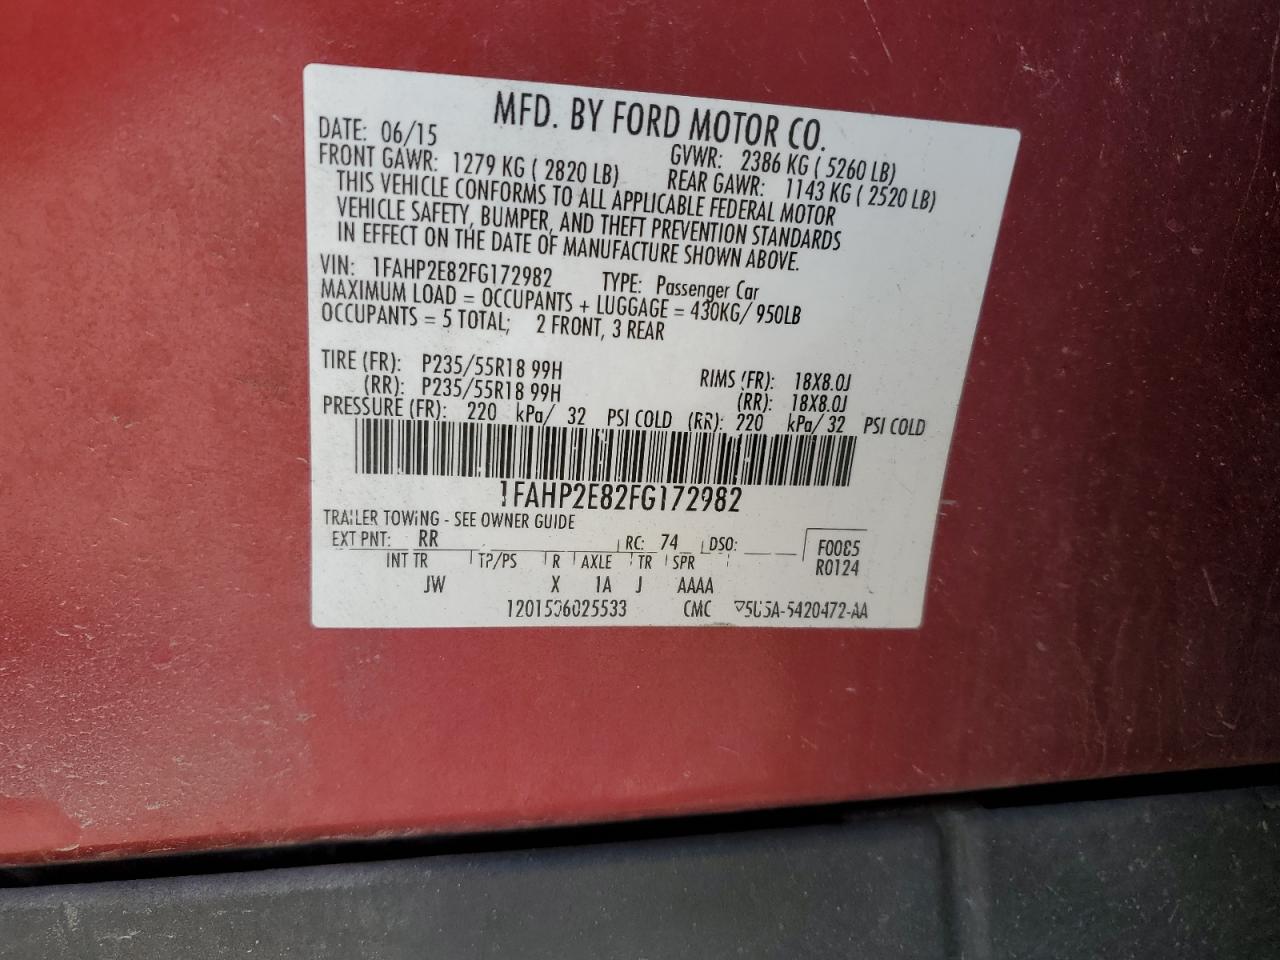 MFD. BY FORD MOTOR CO.
DATE: 06/15 GVWR: 2386 KG ( 5260 LB)
FRONT GAWR: 1279 KG ( 2820 LB) REAR GAWR: 1143 KG ( 2520 LB)
THIS VEHICLE CONFORMS TO ALL APPLICABLE FEDERAL MOTOR
VEHICLE SAFETY, BUMPER, AND THEFT PREVENTION STANDARDS
IN EFFECT ON THE DATE OF MANUFACTURE SHOWN ABOVE.
VIN: 1FAHP2E82FG172982 TYPE: Passenger Car
MAXIMUM LOAD = OCCUPANTS + LUGGAGE = 430KG/ 950LB
OCCUPANTS = 5 TOTAL; 2 FRONT, 3 REAR
TIRE (FR): P235/55R18 99H RIMS (FR): 18X8.0J
(RR): P235/55R18 99H (RR): 18X8.0J
PRESSURE (FR): 220 kPa/ 32 PSI COLD (RR): 220 kPa/ 32 PSI COLD
1FAHP2E82FG172982
TRAILER TOWING - SEE OWNER GUIDE
EXT PNT: RR RC: 74 DSO: F0085
INT TR TP/PS R AXLE TR SPR R0124
JW X 1A J AAAA
1201506025533 CMC